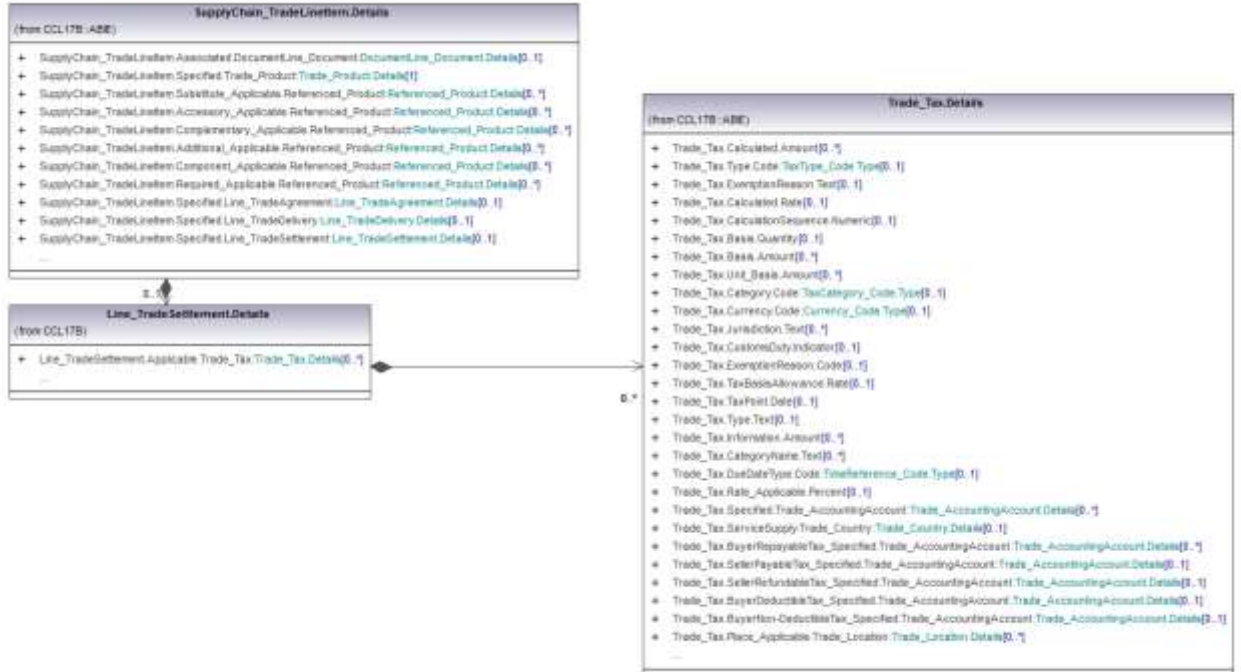 SupplyChain_TradeLineItem.Details
(from CCL17B::ABIE)
+ SupplyChain_TradeLineItem.Associated.DocumentLine_Document:DocumentLine_Document.Details[0..1]
+ SupplyChain_TradeLineItem.Specified.Trade_Product:Trade_Product.Details[1]
+ SupplyChain_TradeLineItem.Substitute_Applicable.Referenced_Product:Referenced_Product.Details[0..*]
+ SupplyChain_TradeLineItem.Accessory_Applicable.Referenced_Product:Referenced_Product.Details[0..*]
+ SupplyChain_TradeLineItem.Complementary_Applicable.Referenced_Product:Referenced_Product.Details[0..*]
+ SupplyChain_TradeLineItem.Additional_Applicable.Referenced_Product:Referenced_Product.Details[0..*]
+ SupplyChain_TradeLineItem.Component_Applicable.Referenced_Product:Referenced_Product.Details[0..*]
+ SupplyChain_TradeLineItem.Required_Applicable.Referenced_Product:Referenced_Product.Details[0..*]
+ SupplyChain_TradeLineItem.Specified.Line_TradeAgreement:Line_TradeAgreement.Details[0..1]
+ SupplyChain_TradeLineItem.Specified.Line_TradeDelivery:Line_TradeDelivery.Details[0..1]
+ SupplyChain_TradeLineItem.Specified.Line_TradeSettlement:Line_TradeSettlement.Details[0..1]
...
0..1
Line_TradeSettlement.Details
(from CCL17B)
+ Line_TradeSettlement.Applicable.Trade_Tax:Trade_Tax.Details[0..*]
...
0..*
Trade_Tax.Details
(from CCL17B::ABIE)
+ Trade_Tax.Calculated.Amount[0..*]
+ Trade_Tax.Type.Code:TaxType_Code.Type[0..1]
+ Trade_Tax.ExemptionReason.Text[0..1]
+ Trade_Tax.Calculated.Rate[0..1]
+ Trade_Tax.CalculationSequence.Numeric[0..1]
+ Trade_Tax.Basis.Quantity[0..1]
+ Trade_Tax.Basis.Amount[0..*]
+ Trade_Tax.Unit_Basis.Amount[0..*]
+ Trade_Tax.Category.Code:TaxCategory_Code.Type[0..1]
+ Trade_Tax.Currency.Code:Currency_Code.Type[0..1]
+ Trade_Tax.Jurisdiction.Text[0..*]
+ Trade_Tax.CustomsDuty.Indicator[0..1]
+ Trade_Tax.ExemptionReason.Code[0..1]
+ Trade_Tax.TaxBasisAllowance.Rate[0..1]
+ Trade_Tax.TaxPoint.Date[0..1]
+ Trade_Tax.Type.Text[0..1]
+ Trade_Tax.Information.Amount[0..*]
+ Trade_Tax.CategoryName.Text[0..*]
+ Trade_Tax.DueDateType.Code:TimeReference_Code.Type[0..1]
+ Trade_Tax.Rate_Applicable.Percent[0..1]
+ Trade_Tax.Specified.Trade_AccountingAccount:Trade_AccountingAccount.Details[0..*]
+ Trade_Tax.ServiceSupply.Trade_Country:Trade_Country.Details[0..1]
+ Trade_Tax.BuyerRepayableTax_Specified.Trade_AccountingAccount:Trade_AccountingAccount.Details[0..*]
+ Trade_Tax.SellerPayableTax_Specified.Trade_AccountingAccount:Trade_AccountingAccount.Details[0..1]
+ Trade_Tax.SellerRefundableTax_Specified.Trade_AccountingAccount:Trade_AccountingAccount.Details[0..1]
+ Trade_Tax.BuyerDeductibleTax_Specified.Trade_AccountingAccount:Trade_AccountingAccount.Details[0..1]
+ Trade_Tax.BuyerNon-DeductibleTax_Specified.Trade_AccountingAccount:Trade_AccountingAccount.Details[0..1]
+ Trade_Tax.Place_Applicable.Trade_Location:Trade_Location.Details[0..*]
...